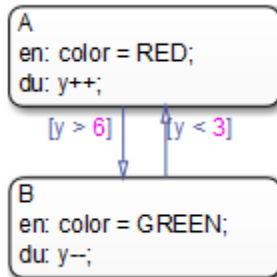 A
en: color = RED;
du: y++;
[y > 6] [y < 3]
B
en: color = GREEN;
du: y--;